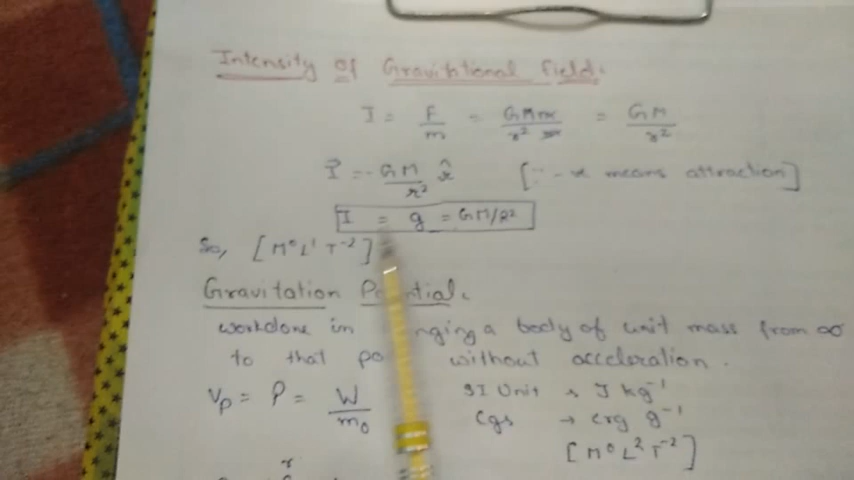 Intensity of Gravitational Field.
I = F/m = GMm/r² m = GM/r²
I⃗ = -GM/r² r̂ [∵ -ve means attraction]
I = g = GM/R²
So, [M⁰L¹T⁻²]
Gravitation Potential.
workdone in a body of unit mass from ∞
to that without acceleration.
Vp = P = W/m₀ SI Unit → J kg⁻¹
Cgs → erg g⁻¹
[M⁰L²T⁻²]